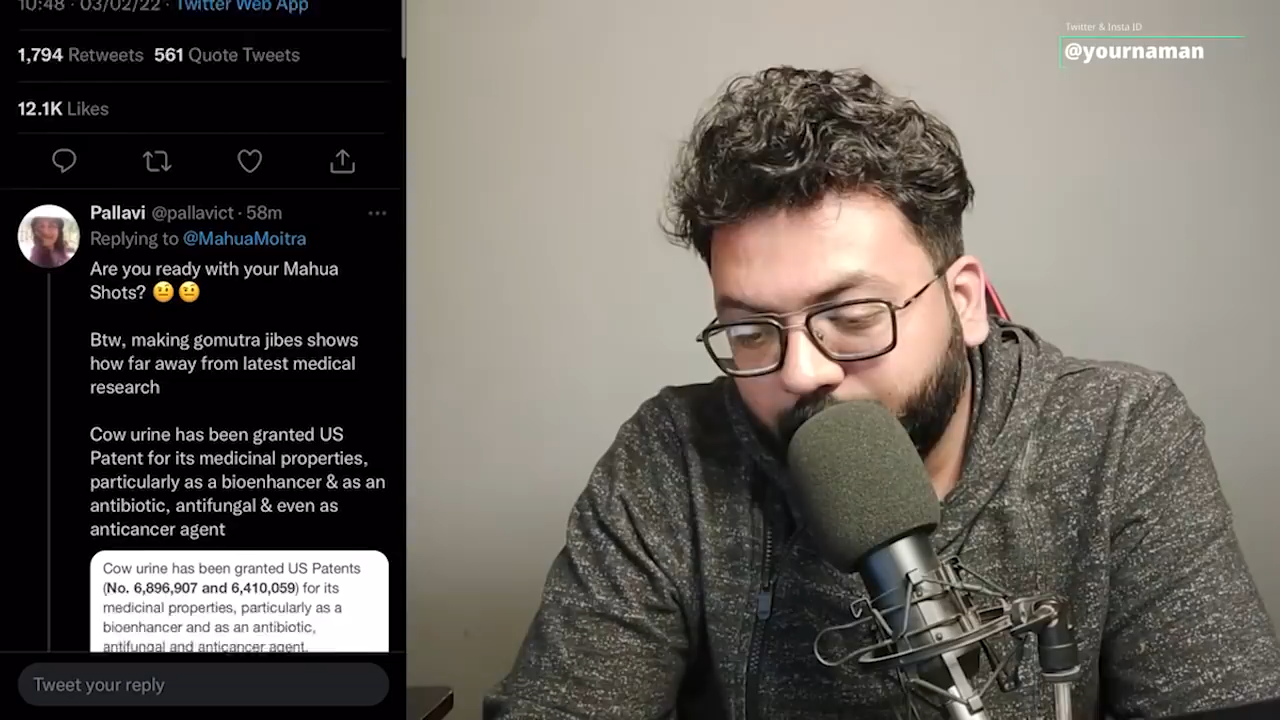 10:48 · 03/02/22 · Twitter Web App
1,794 Retweets 561 Quote Tweets
12.1K Likes
Pallavi @pallavict · 58m
Replying to @MahuaMoitra
Are you ready with your Mahua
Shots? 🤨 🤨
Btw, making gomutra jibes shows
how far away from latest medical
research
Cow urine has been granted US
Patent for its medicinal properties,
particularly as a bioenhancer & as an
antibiotic, antifungal & even as
anticancer agent
Cow urine has been granted US Patents
(No. 6,896,907 and 6,410,059) for its
medicinal properties, particularly as a
bioenhancer and as an antibiotic,
antifungal and anticancer agent.
Tweet your reply
Twitter & Insta ID
@yournaman